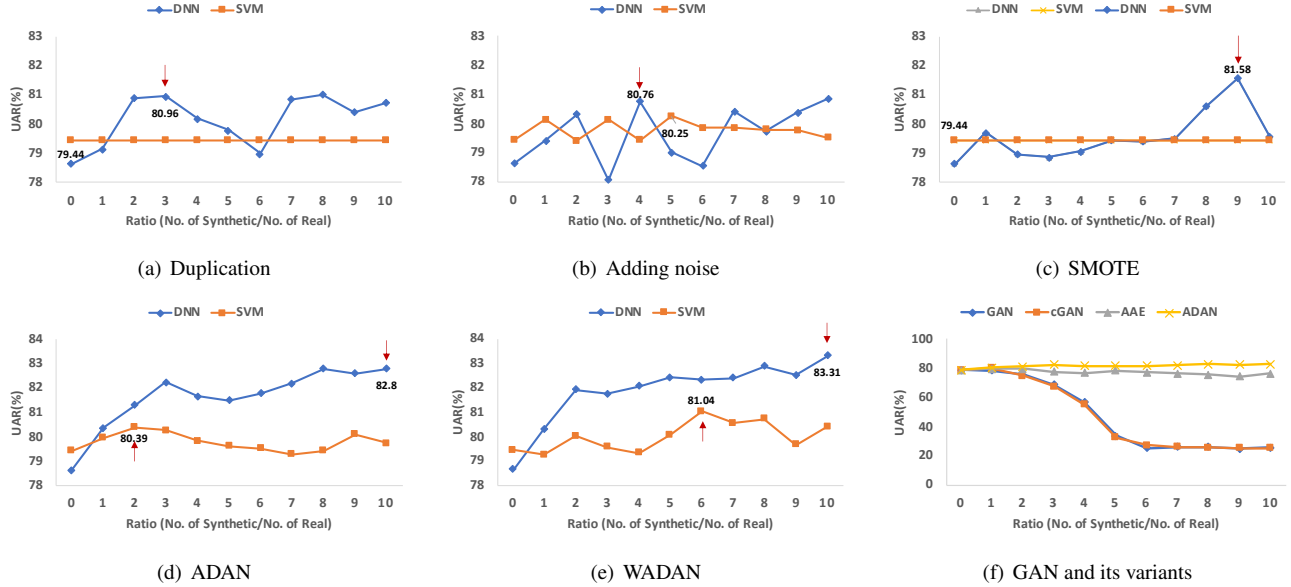 DNN SVM
83
82
81
80
79
78
UAR(%)
79.44
80.96
0 1 2 3 4 5 6 7 8 9 10
Ratio (No. of Synthetic/No. of Real)
(a) Duplication
DNN SVM
83
82
81
80
79
78
UAR(%)
80.76
80.25
0 1 2 3 4 5 6 7 8 9 10
Ratio (No. of Synthetic/No. of Real)
(b) Adding noise
DNN SVM DNN SVM
83
82
81
80
79
78
UAR(%)
81.58
79.44
0 1 2 3 4 5 6 7 8 9 10
Ratio (No. of Synthetic/No. of Real)
(c) SMOTE
DNN SVM
84
83
82
81
80
79
78
UAR(%)
82.8
80.39
0 1 2 3 4 5 6 7 8 9 10
Ratio (No. of Synthetic/No. of Real)
(d) ADAN
DNN SVM
84
83
82
81
80
79
78
UAR(%)
83.31
81.04
0 1 2 3 4 5 6 7 8 9 10
Ratio (No. of Synthetic/No. of Real)
(e) WADAN
GAN cGAN AAE ADAN
100
80
60
40
20
0
UAR(%)
0 1 2 3 4 5 6 7 8 9 10
Ratio (No. of Synthetic/No. of Real)
(f) GAN and its variants